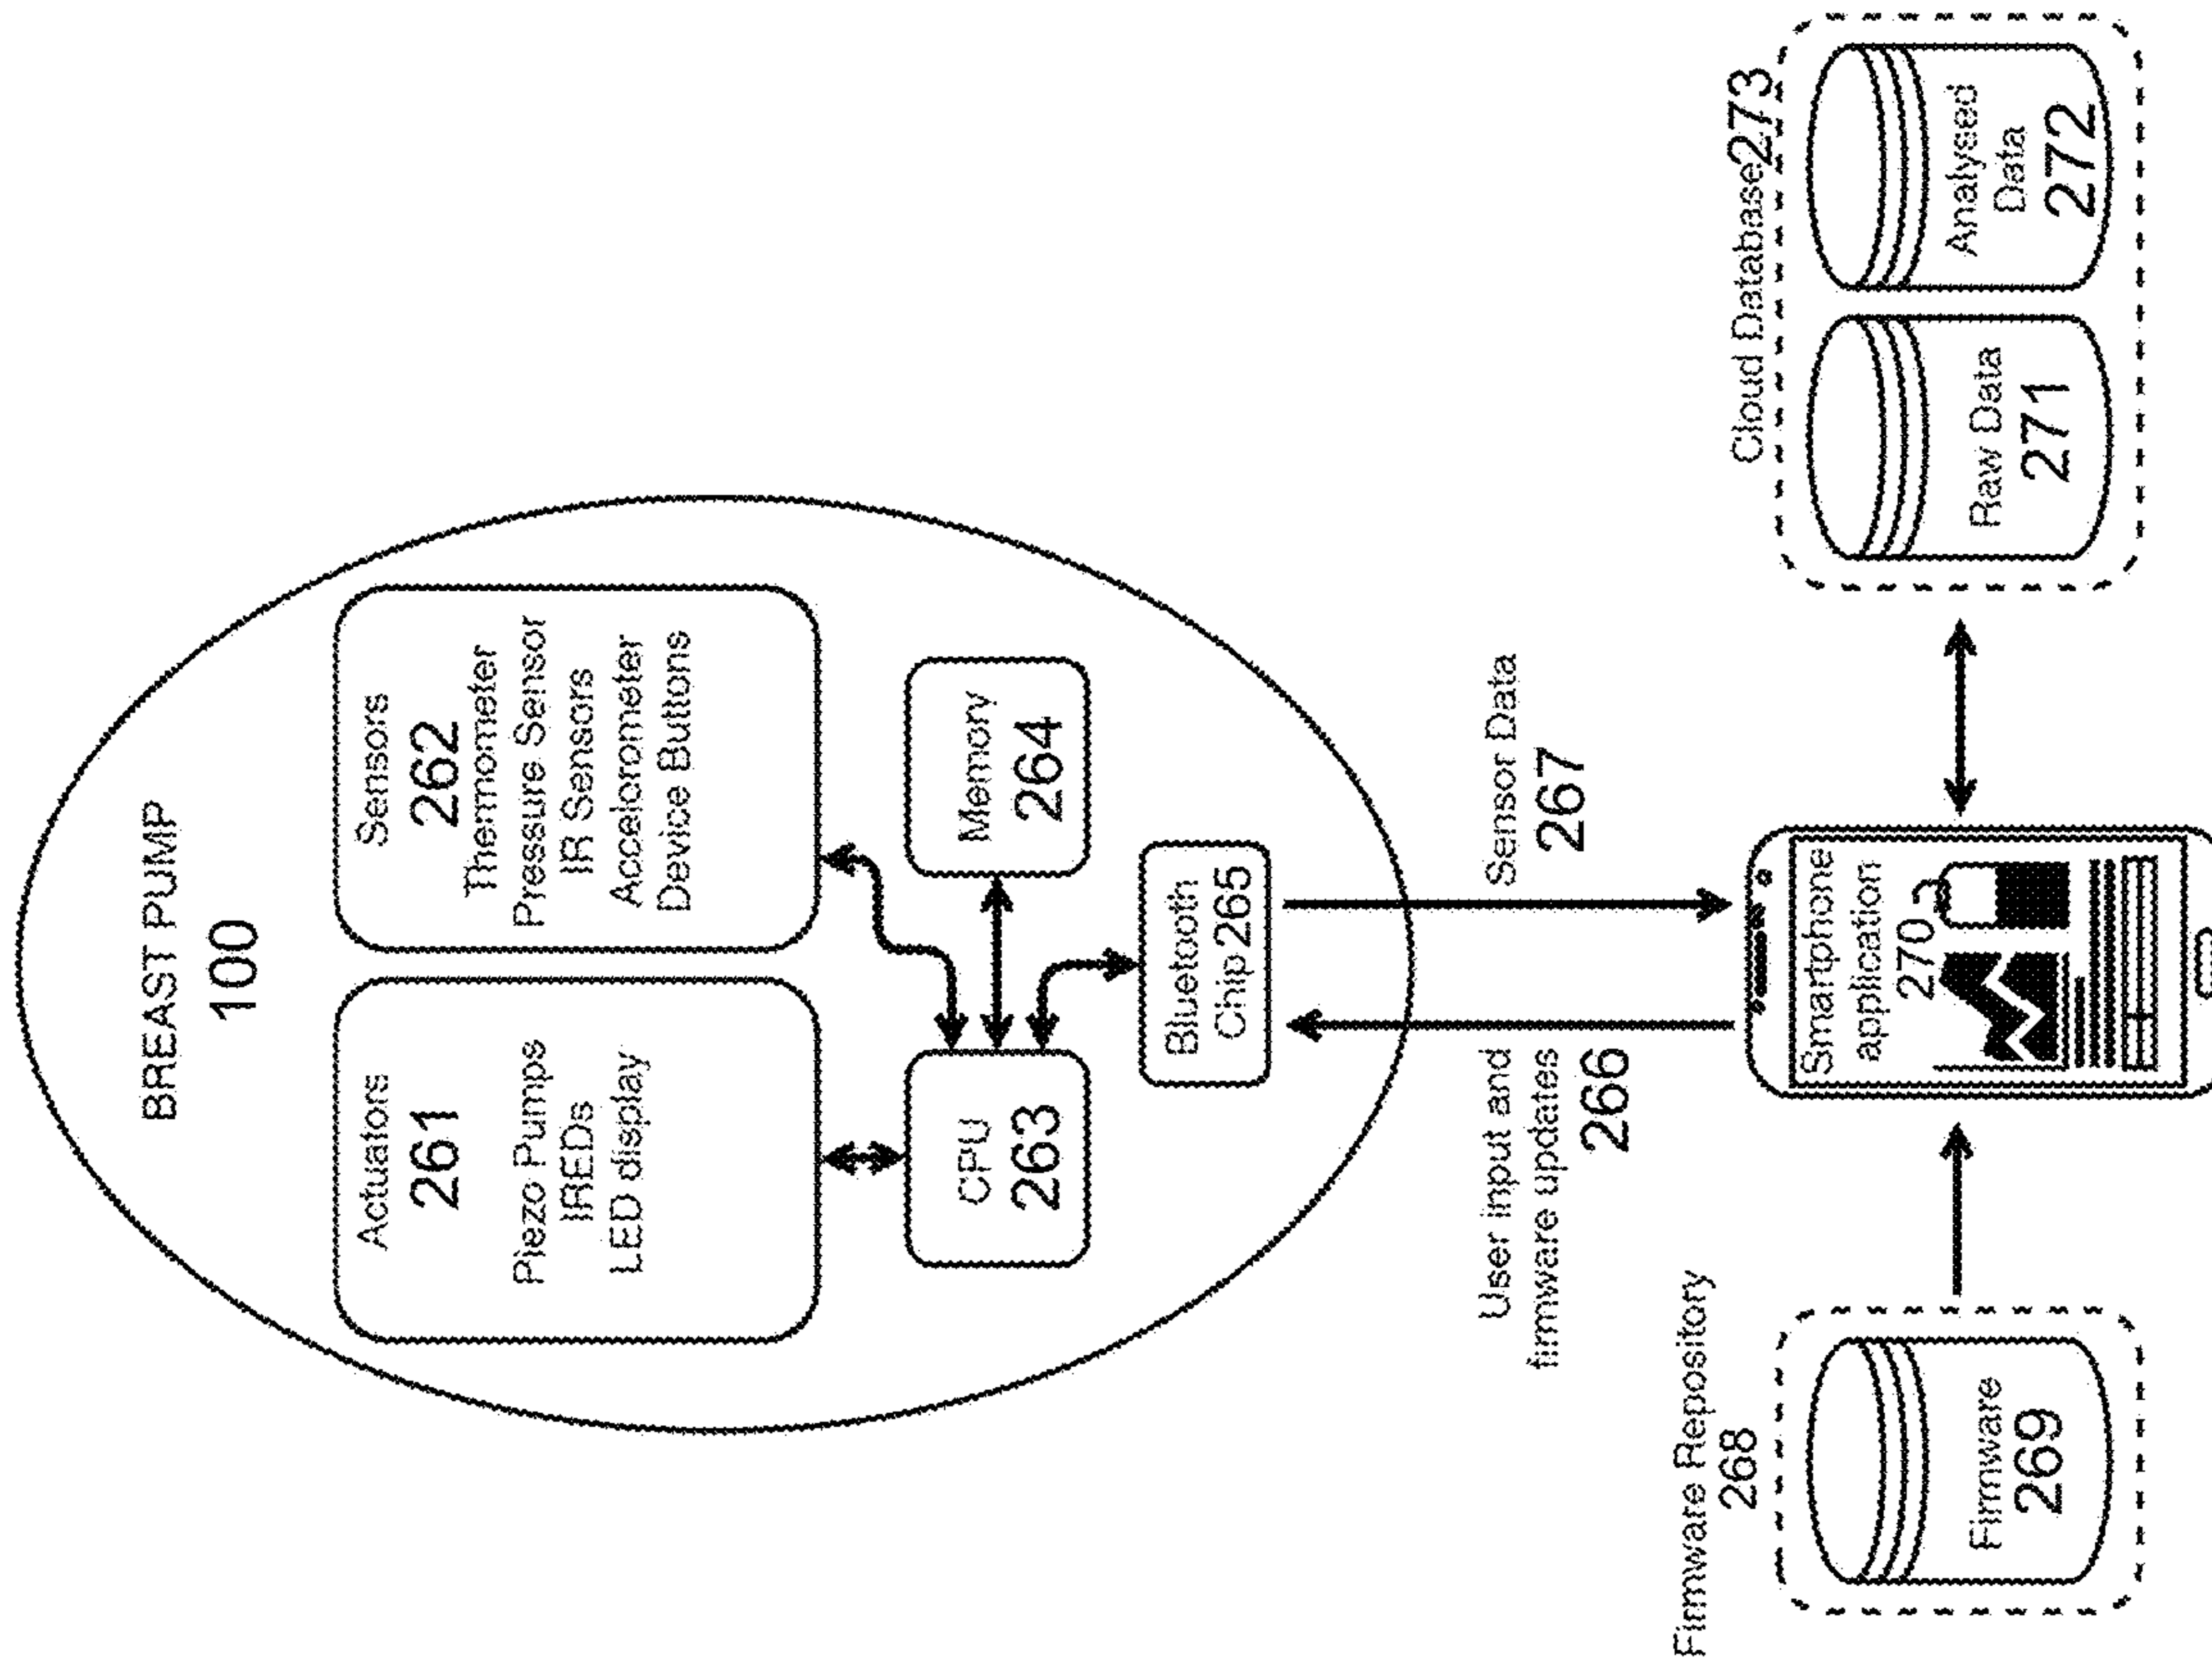 BREAST PUMP
100
Actuators
261
Piezo Pumps
IREDs
LED display
Sensors
262
Thermometer
Pressure Sensor
IR Sensors
Accelorometer
Device Buttons
CPU
263
Memory
264
Bluetooth
Chip 265
User input and
firmware updates
266
Sensor Data
267
Firmware Repository
268
Firmware
269
Smartphone
application
270
Cloud Database 273
Raw Data
271
Analysed
Data
272